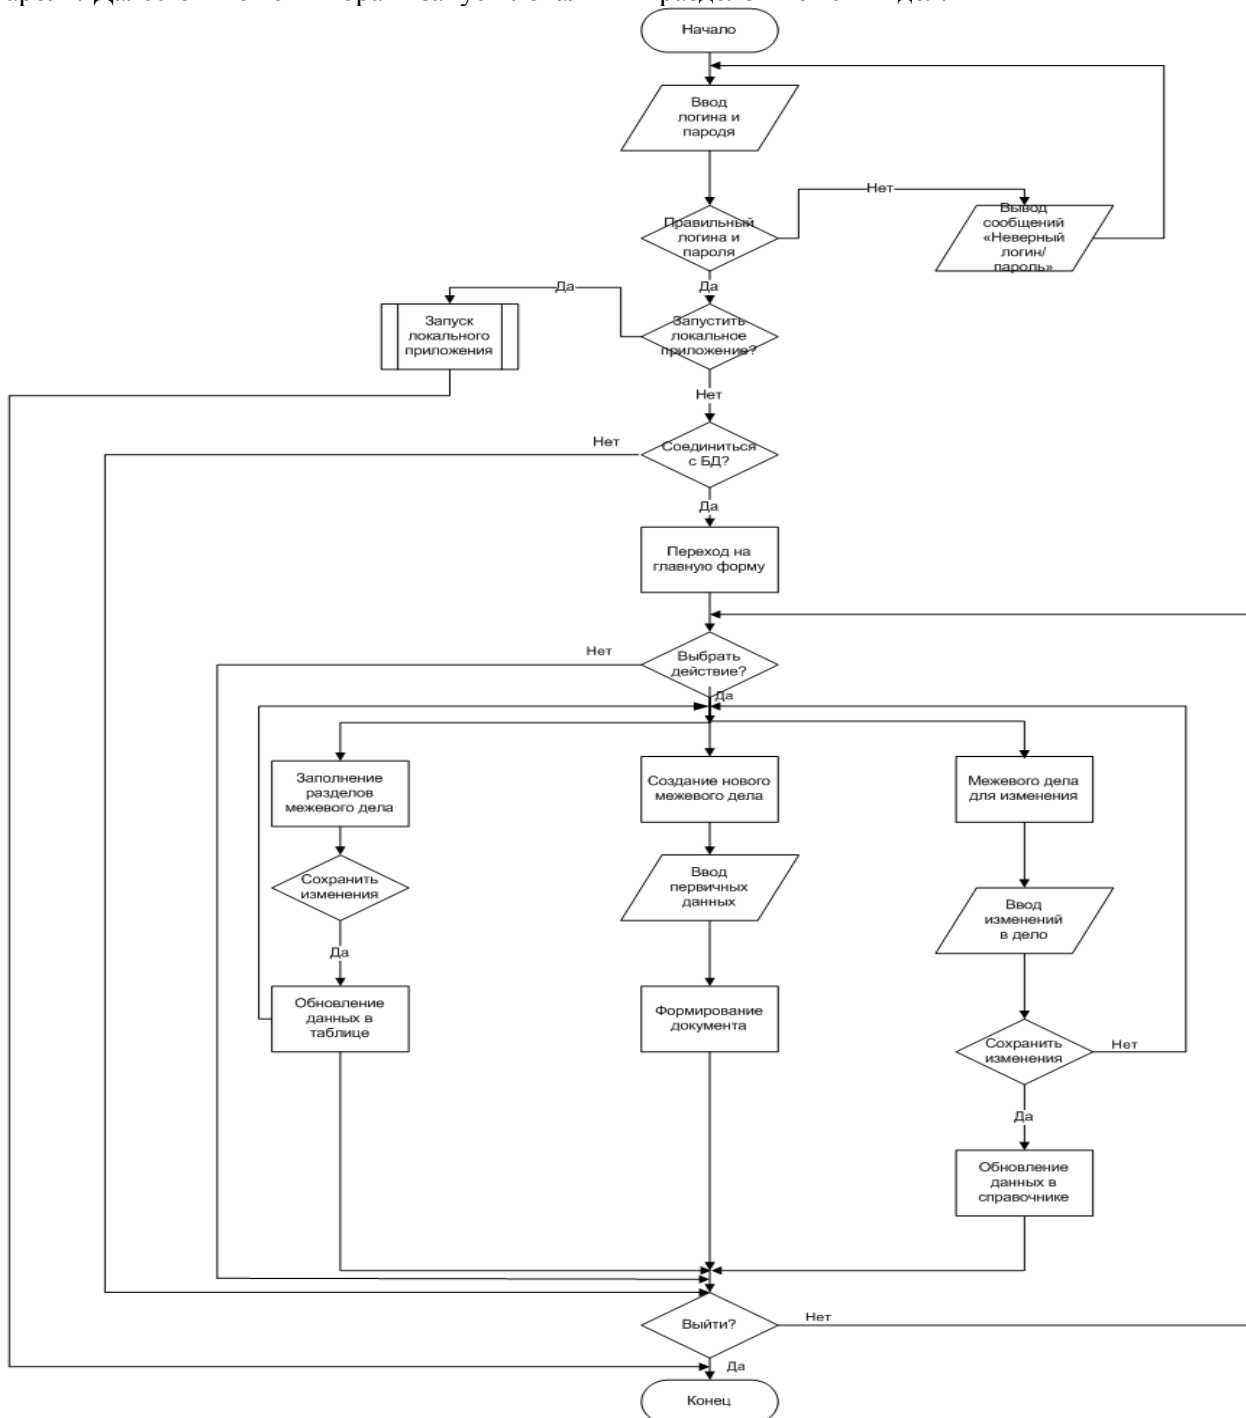 Начало
Ввод
логина и
пародя
Нет
Правильный
логина и
пароля
Вывод
сообщений
«Неверный
логин/
пароль»
Да
Да
Запуск
локального
приложения
Запустить
локальное
приложение?
Нет
Нет
Соединиться
с БД?
Да
Переход на
главную форму
Нет
Выбрать
действие?
Да
Заполнение
разделов
межевого дела
Создание нового
межевого дела
Межевого дела
для изменения
Сохранить
изменения
Ввод
первичных
данных
Ввод
изменений
в дело
Да
Обновление
данных в
таблице
Формирование
документа
Сохранить
изменения
Нет
Да
Обновление
данных в
справочнике
Выйти?
Нет
Да
Конец